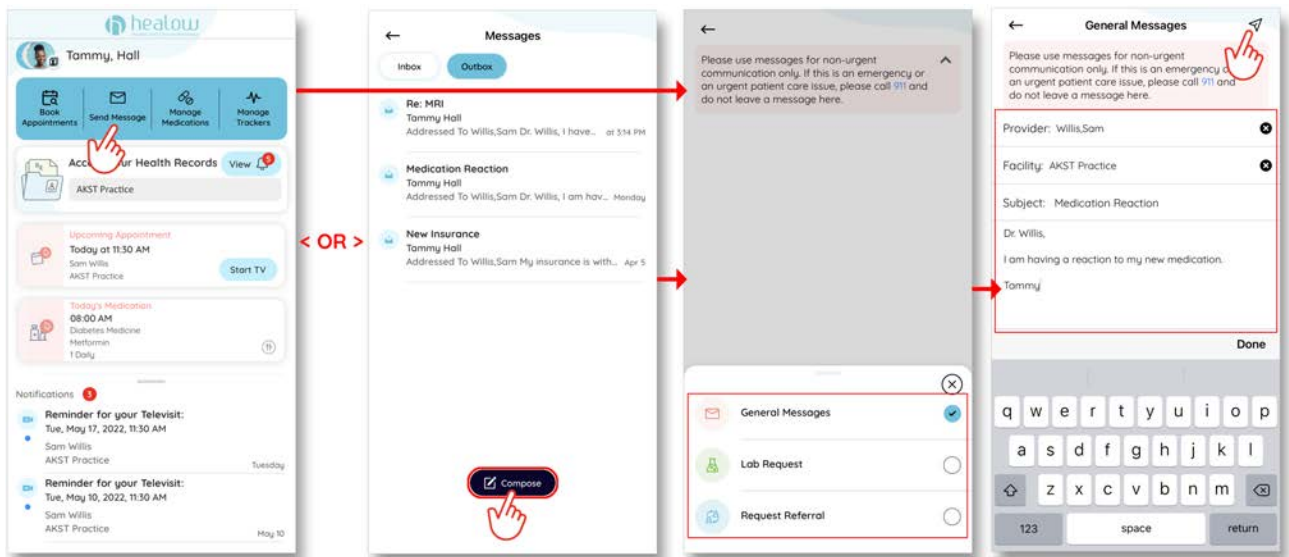 healow
Tammy, Hall
Book
Appointments
Send Message
Manage
Medications
Manage
Trackers
Acce ur Health Records
View
5
AKST Practice
Upcoming Appointment
Today at 11:30 AM
Sam Willis
AKST Practice
Start TV
Today's Medication
08:00 AM
Diabetes Medicine
Metformin
1 Daily
Notifications 3
Reminder for your Televisit:
Tue, May 17, 2022, 11:30 AM
Sam Willis
AKST Practice
Tuesday
Reminder for your Televisit:
Tue, May 10, 2022, 11:30 AM
Sam Willis
AKST Practice
May 10
< OR >
Messages
Inbox
Outbox
Re: MRI
Tammy Hall
Addressed To Willis,Sam Dr. Willis, I have... at 3:14 PM
Medication Reaction
Tammy Hall
Addressed To Willis,Sam Dr. Willis, I am hav... Monday
New Insurance
Tammy Hall
Addressed To Willis,Sam My insurance is with... Apr 5
Compose
Please use messages for non-urgent
communication only. If this is an emergency or
an urgent patient care issue, please call 911 and
do not leave a message here.
General Messages
Lab Request
Request Referral
General Messages
Please use messages for non-urgent
communication only. If this is an emergency o
an urgent patient care issue, please call 911 and
do not leave a message here.
Provider: Willis,Sam
Facility: AKST Practice
Subject: Medication Reaction
Dr. Willis,
I am having a reaction to my new medication.
Tammy
Done
q w e r t y u i o p
a s d f g h j k l
z x c v b n m
123 space return